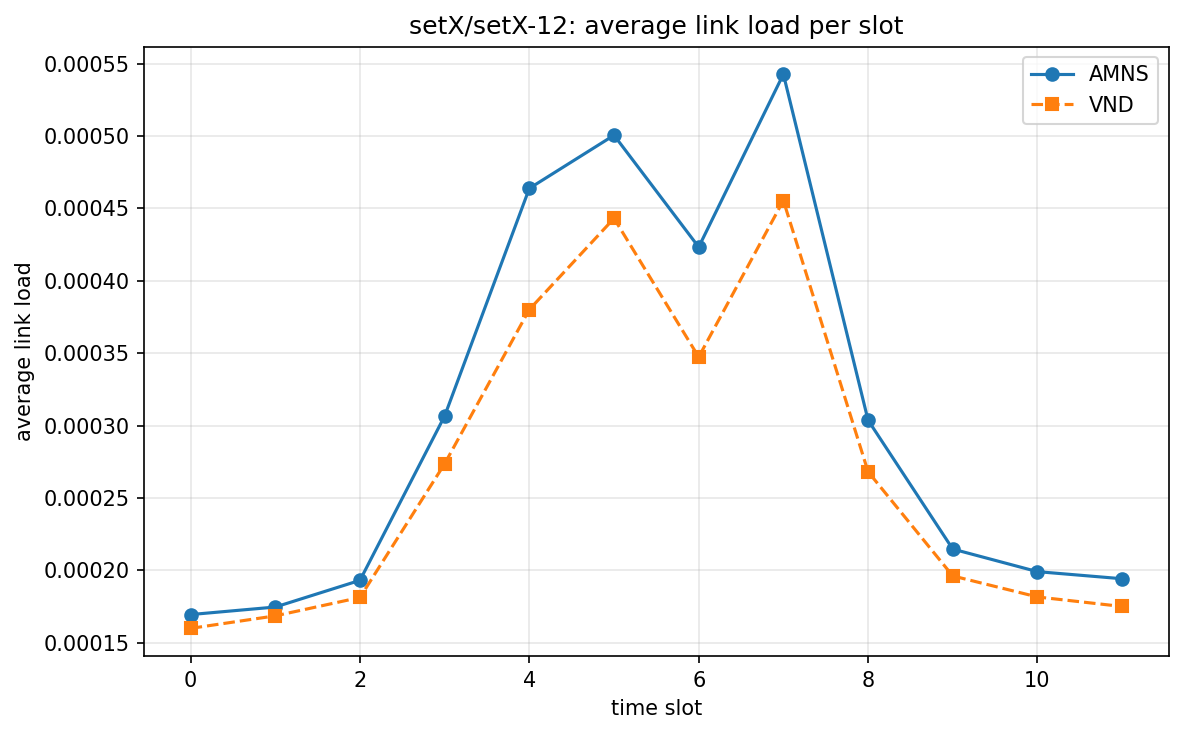 setX/setX-12: average link load per slot
AMNS
VND
average link load
0.00055
0.00050
0.00045
0.00040
0.00035
0.00030
0.00025
0.00020
0.00015
0 2 4 6 8 10
time slot